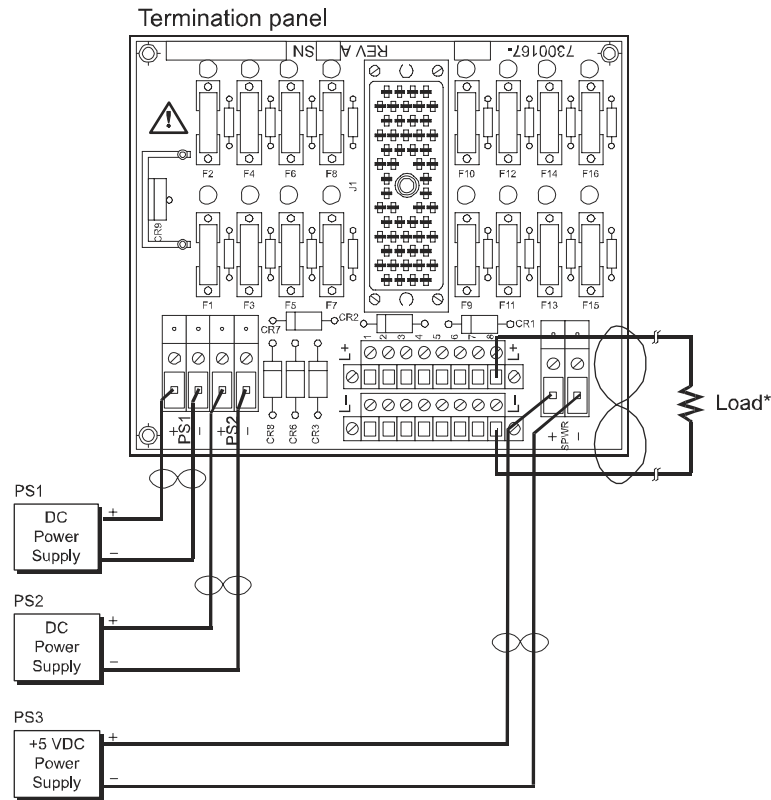 Termination panel
7300167-
REV A
SN
F2
F4
F6
F8
J1
F10
F12
F14
F16
CR9
F1
F3
F5
F7
F9
F11
F13
F15
CR7
CR2
CR1
1 2 3 4 5 6 7 8
L+
L+
L-
L-
CR8
CR6
CR3
+ PS1 -
+ PS2 -
+ SPWR -
Load*
PS1
DC
Power
Supply
+
-
PS2
DC
Power
Supply
+
-
PS3
+5 VDC
Power
Supply
+
-